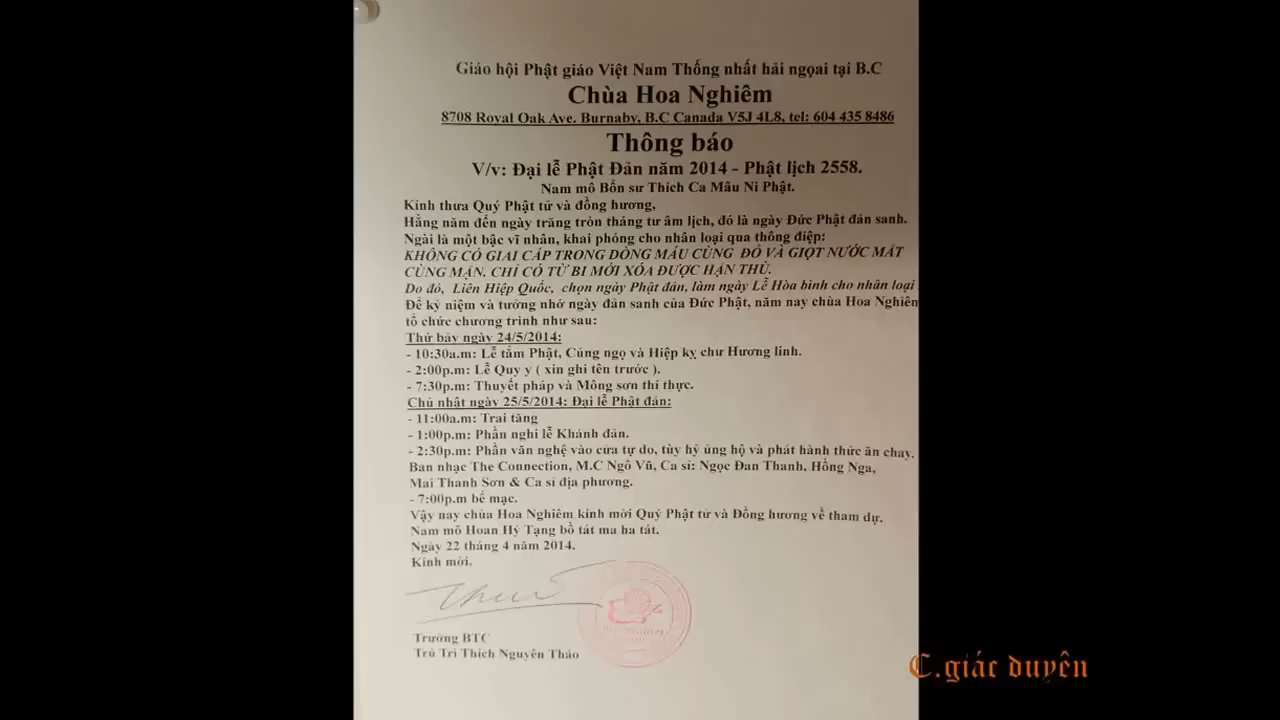 Giáo hội Phật giáo Việt Nam Thống nhất hải ngọai tại B.C
Chùa Hoa Nghiêm
8708 Royal Oak Ave. Burnaby, B.C Canada V5J 4L8, tel: 604 435 8486
Thông báo
V/v: Đại lễ Phật Đản năm 2014 - Phật lịch 2558.
Nam mô Bổn sư Thích Ca Mâu Ni Phật.
Kính thưa Quý Phật tử và đồng hương,
Hằng năm đến ngày trăng tròn tháng tư âm lịch, đó là ngày Đức Phật đản sanh.
Ngài là một bậc vĩ nhân, khai phóng cho nhân loại qua thông điệp:
KHÔNG CÓ GIAI CẤP TRONG DÒNG MÁU CÙNG ĐỎ VÀ GIỌT NƯỚC MẮT
CÙNG MẶN. CHỈ CÓ TỪ BI MỚI XÓA ĐƯỢC HẬN THÙ.
Do đó, Liên Hiệp Quốc, chọn ngày Phật đản, làm ngày Lễ Hòa bình cho nhân loại .
Để kỷ niệm và tưởng nhớ ngày đản sanh của Đức Phật, năm nay chùa Hoa Nghiêm
tổ chức chương trình như sau:
Thứ bảy ngày 24/5/2014:
- 10:30a.m: Lễ tắm Phật, Cúng ngọ và Hiệp kỵ chư Hương linh.
- 2:00p.m: Lễ Quy y ( xin ghi tên trước ).
- 7:30p.m: Thuyết pháp và Mông sơn thí thực.
Chủ nhật ngày 25/5/2014: Đại lễ Phật đản:
- 11:00a.m: Trai tăng
- 1:00p.m: Phần nghi lễ Khánh đản.
- 2:30p.m: Phần văn nghệ vào cửa tự do, tùy hỷ ủng hộ và phát hành thức ăn chay.
Ban nhạc The Connection, M.C Ngô Vũ, Ca sĩ: Ngọc Đan Thanh, Hồng Nga,
Mai Thanh Sơn & Ca sĩ địa phương.
- 7:00p.m bế mạc.
Vậy nay chùa Hoa Nghiêm kính mời Quý Phật tử và Đồng hương về tham dự.
Nam mô Hoan Hỷ Tạng bồ tát ma ha tát.
Ngày 22 tháng 4 năm 2014.
Kính mời.
Trưởng BTC
Trụ Trì Thích Nguyên Thảo
C.giác duyên